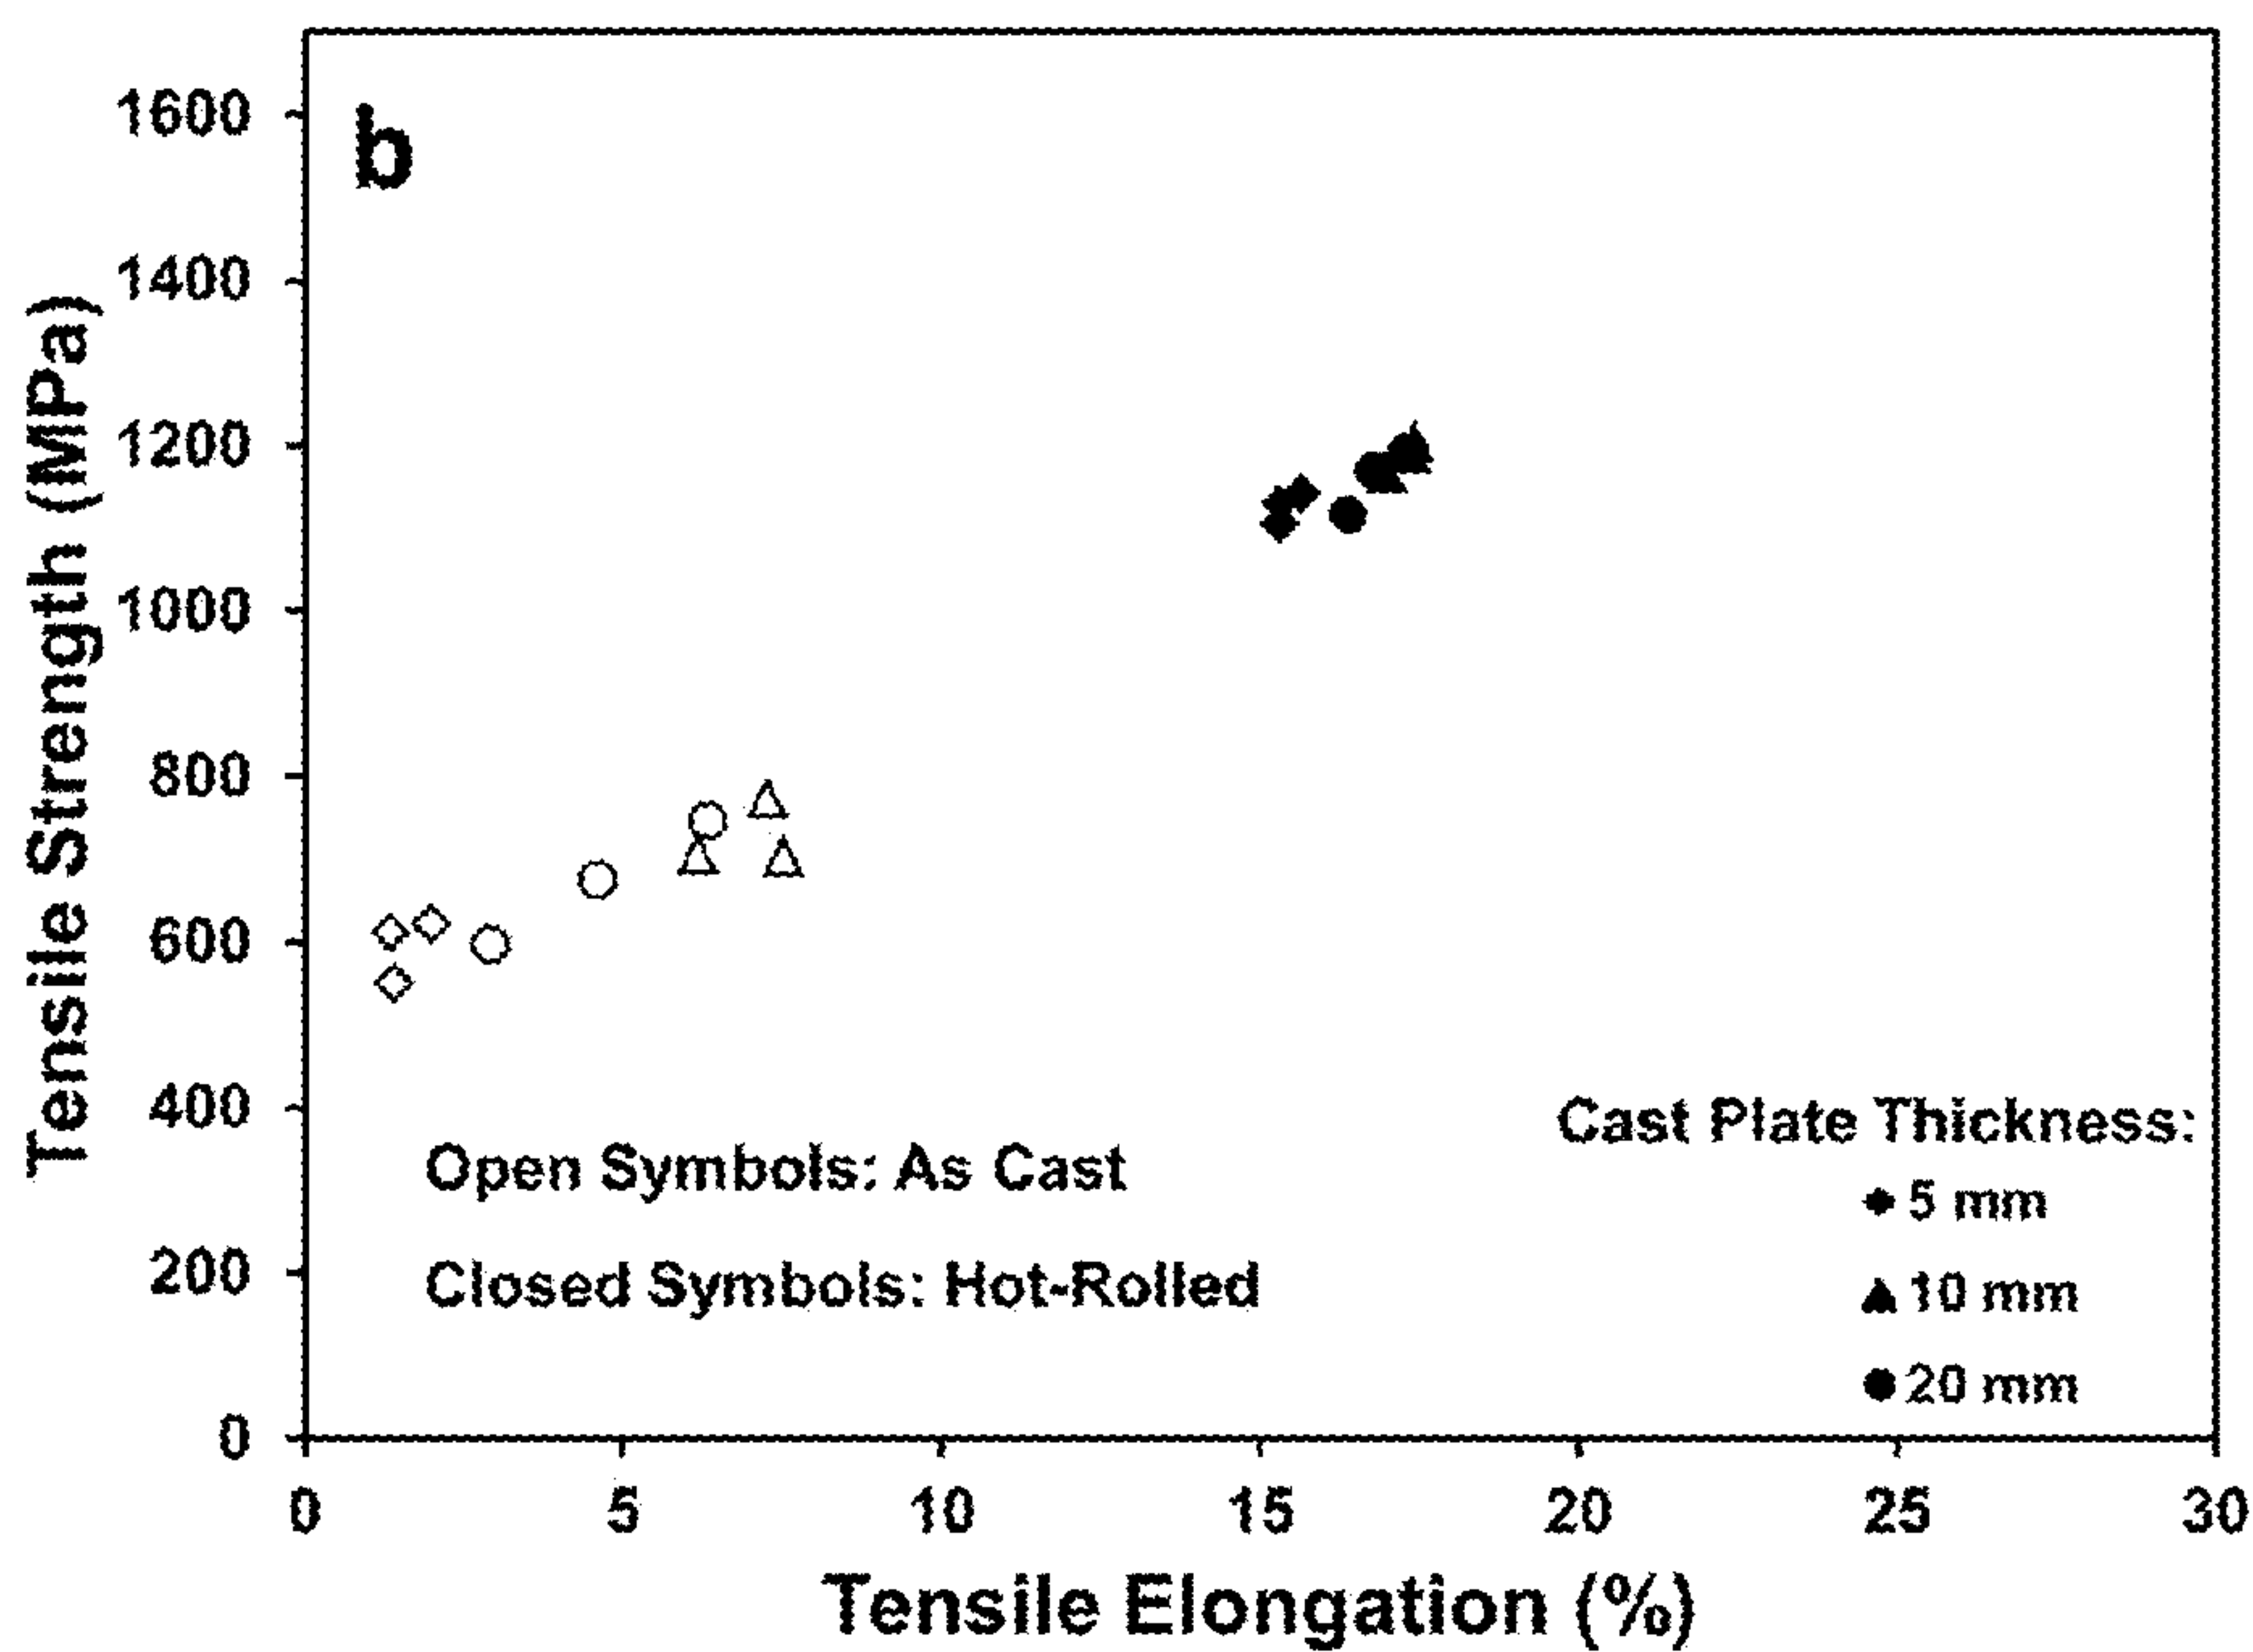 b
1600
1400
1200
1000
800
600
400
200
0
Tensile Strength (MPa)
Open Symbols: As Cast
Closed Symbols: Hot-Rolled
Cast Plate Thickness:
5 mm
10 mm
20 mm
0 5 10 15 20 25 30
Tensile Elongation (%)